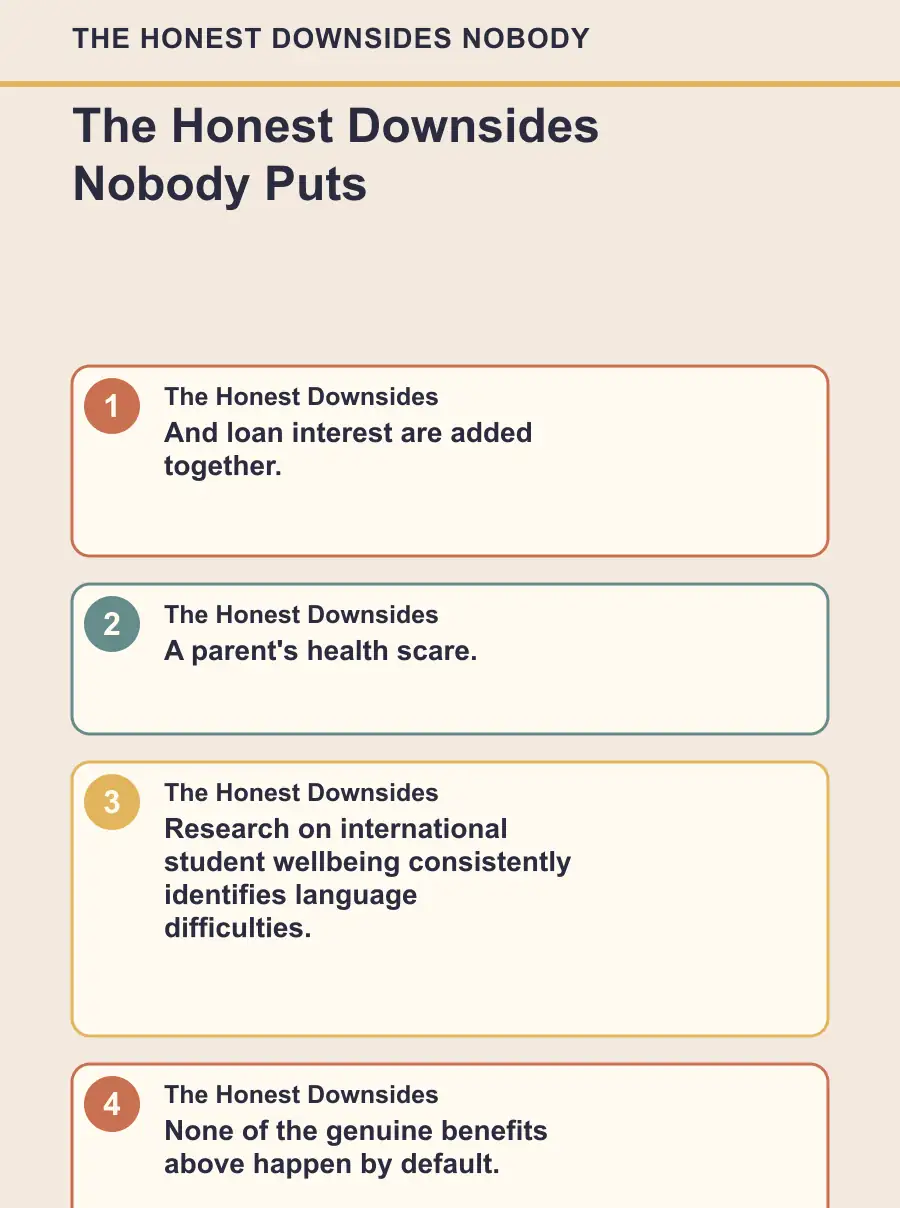 THE HONEST DOWNSIDES NOBODY
The Honest Downsides
Nobody Puts
1
The Honest Downsides
And loan interest are added
together.
2
The Honest Downsides
A parent's health scare.
3
The Honest Downsides
Research on international
student wellbeing consistently
identifies language
difficulties.
4
The Honest Downsides
None of the genuine benefits
above happen by default.